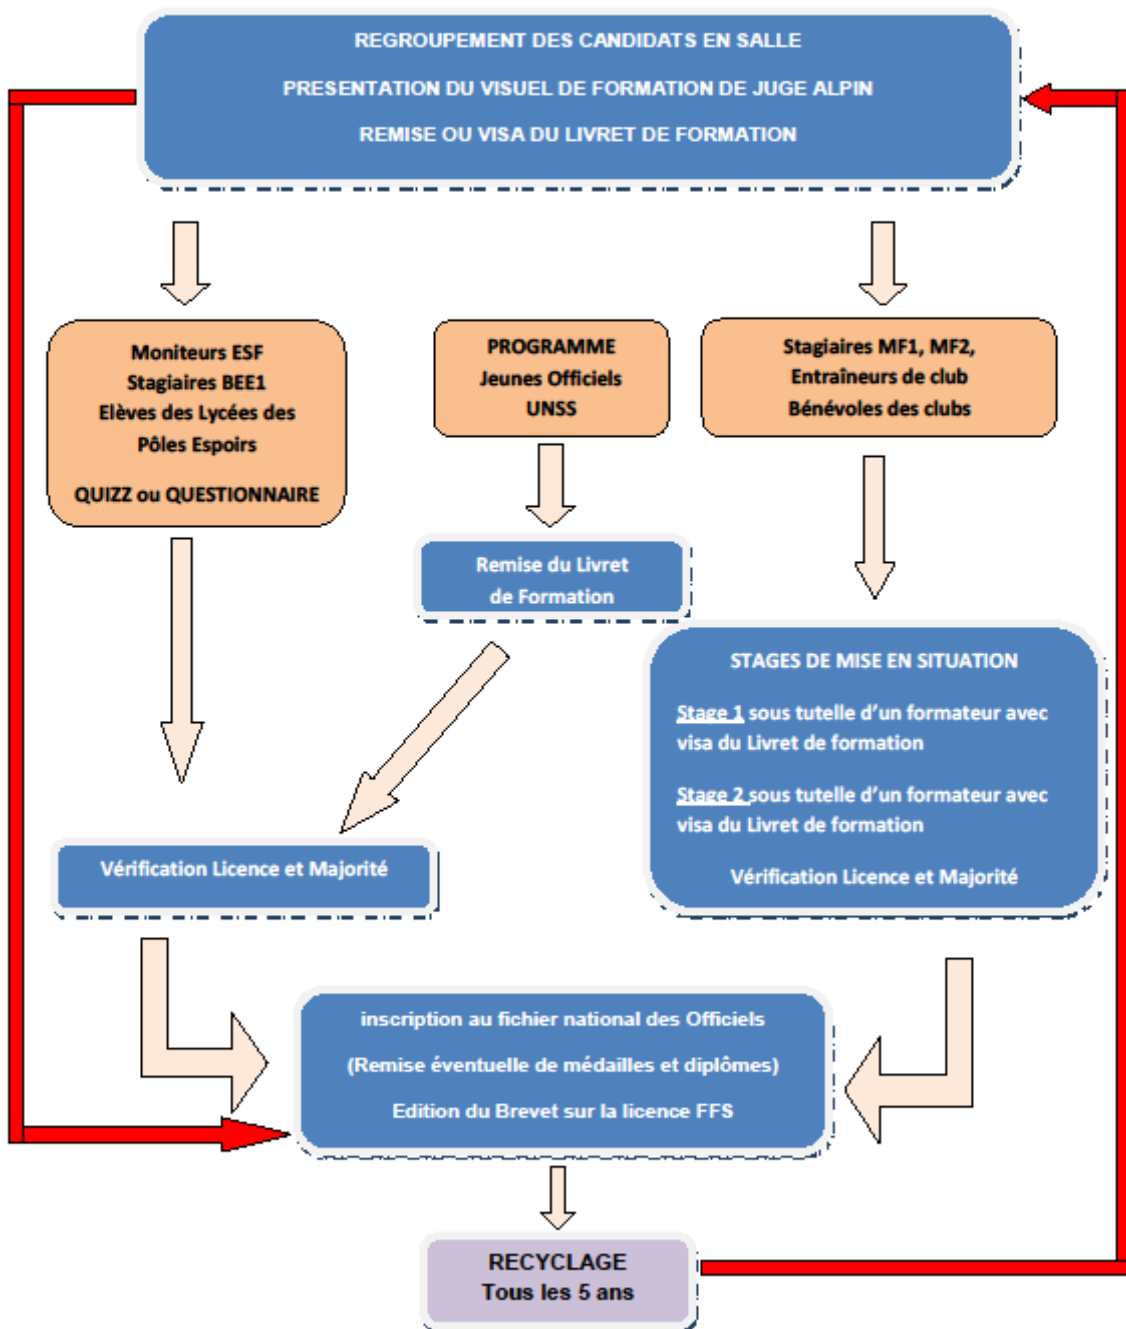 REGROUPEMENT DES CANDIDATS EN SALLE
PRESENTATION DU VISUEL DE FORMATION DE JUGE ALPIN
REMISE OU VISA DU LIVRET DE FORMATION
Moniteurs ESF
Stagiaires BEE1
Elèves des Lycées des
Pôles Espoirs
QUIZZ ou QUESTIONNAIRE
PROGRAMME
Jeunes Officiels
UNSS
Stagiaires MF1, MF2,
Entraîneurs de club
Bénévoles des clubs
Remise du Livret
de Formation
STAGES DE MISE EN SITUATION
Stage 1 sous tutelle d'un formateur avec
visa du Livret de formation
Stage 2 sous tutelle d'un formateur avec
visa du Livret de formation
Vérification Licence et Majorité
Vérification Licence et Majorité
inscription au fichier national des Officiels
(Remise éventuelle de médailles et diplômes)
Edition du Brevet sur la licence FFS
RECYCLAGE
Tous les 5 ans